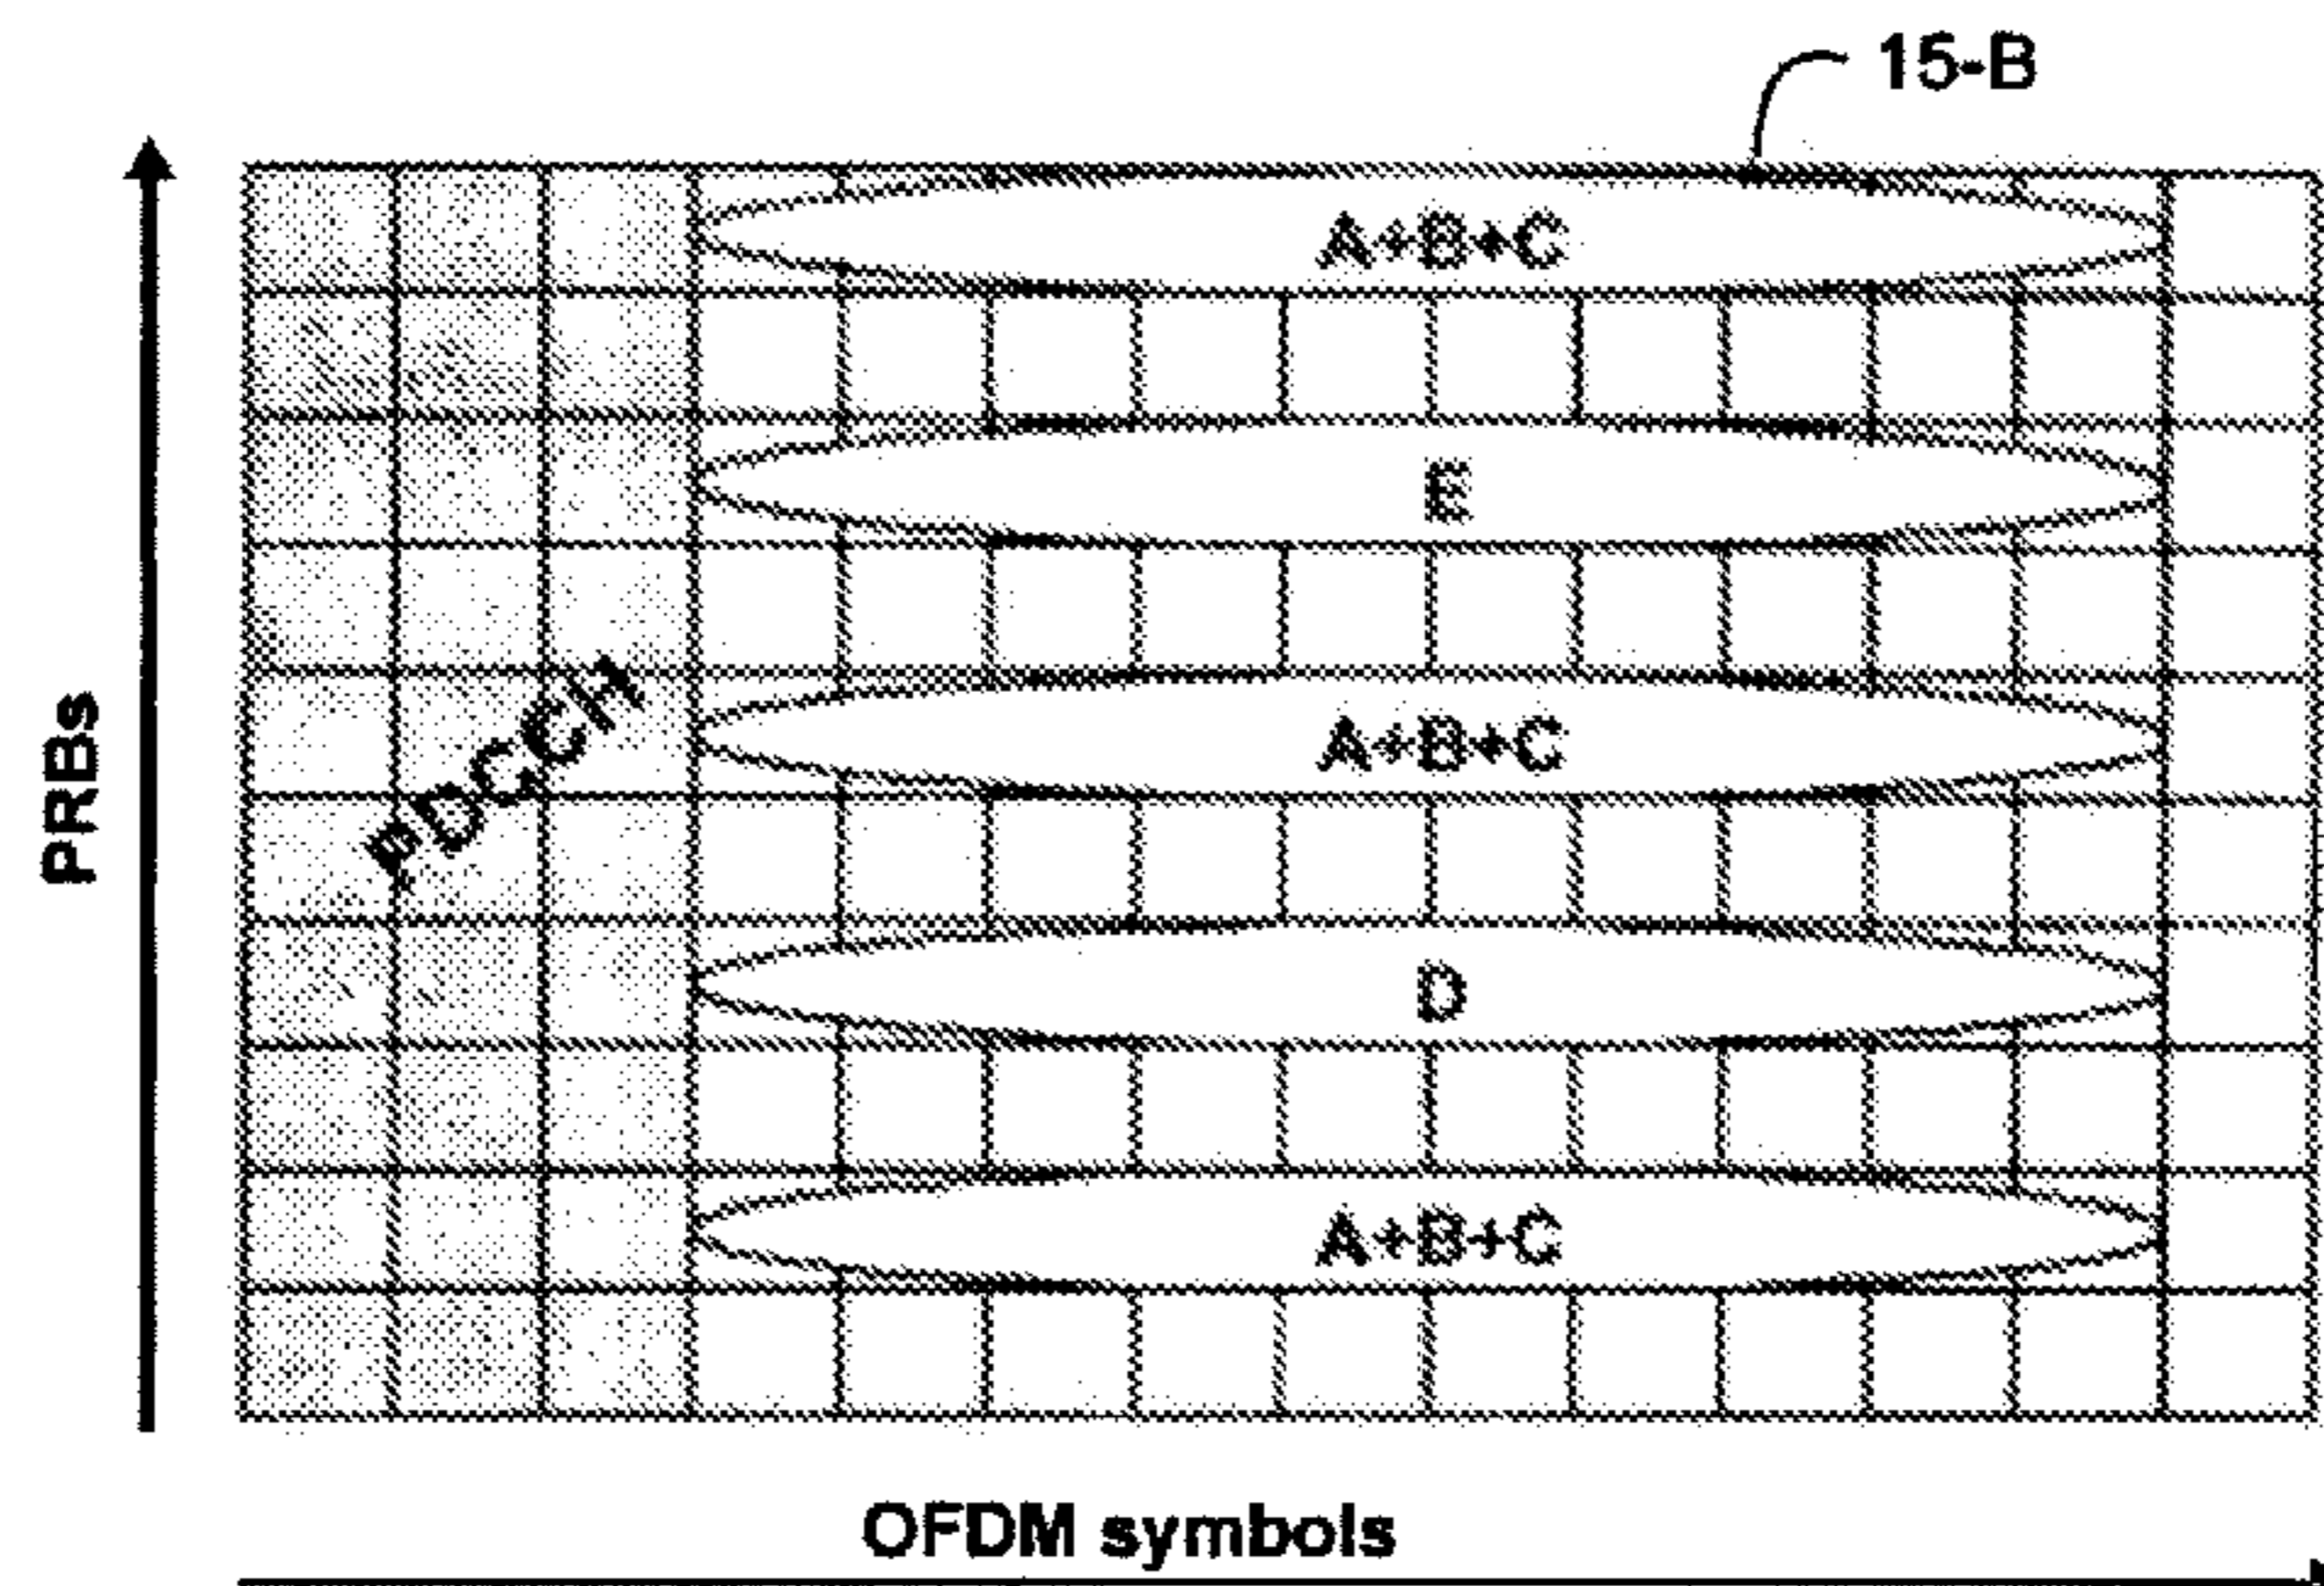 15-B
A+B+C
E
A+B+C
PDCCH
PRBs
D
A+B+C
OFDM symbols